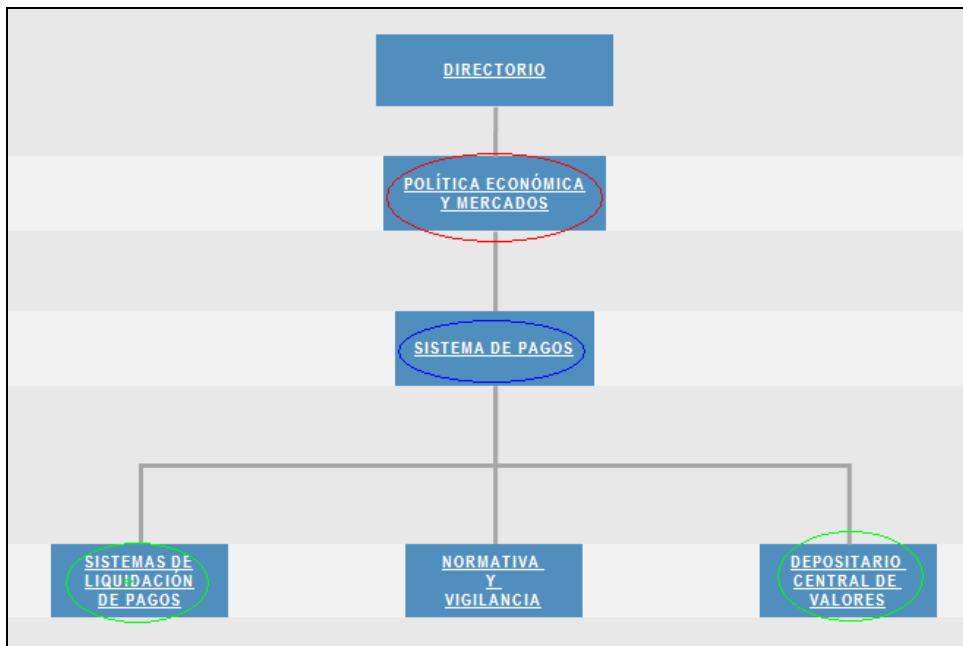 DIRECTORIO
POLÍTICA ECONÓMICA
Y MERCADOS
SISTEMA DE PAGOS
SISTEMAS DE
LIQUIDACIÓN
DE PAGOS
NORMATIVA
Y
VIGILANCIA
DEPOSITARIO
CENTRAL DE
VALORES